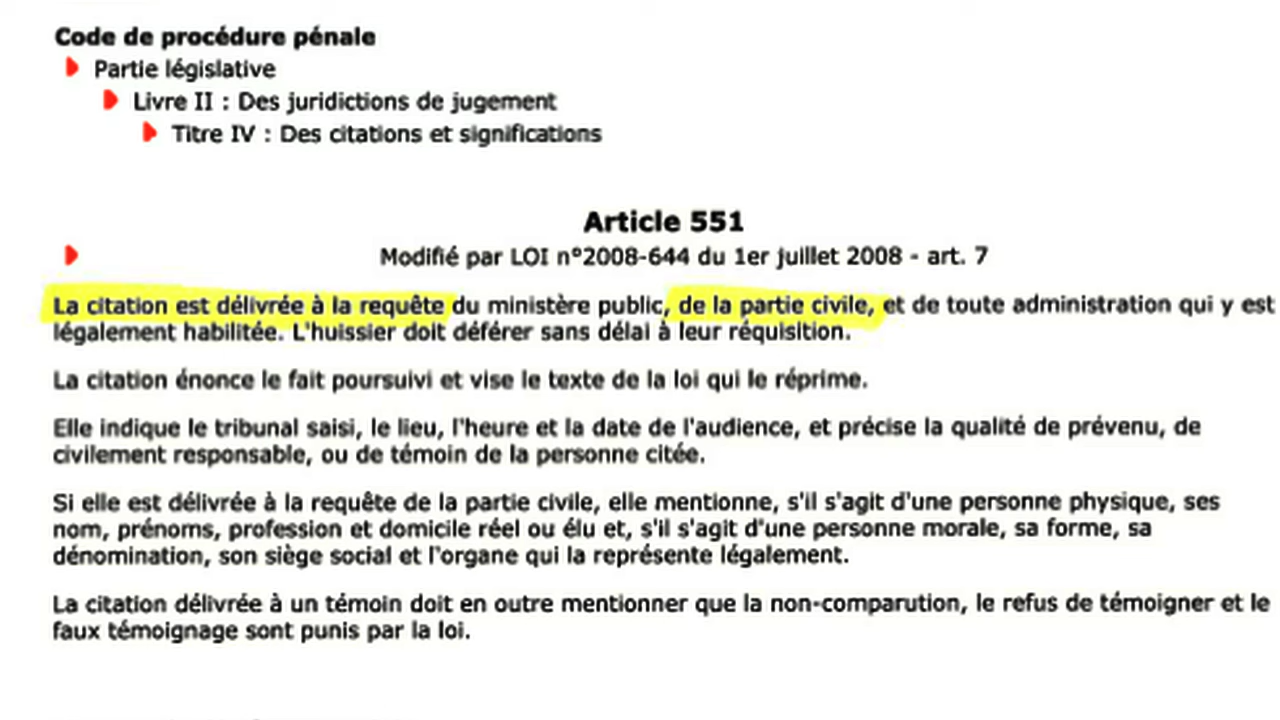 Code de procédure pénale
Partie législative
Livre II : Des juridictions de jugement
Titre IV : Des citations et significations
Article 551
Modifié par LOI n°2008-644 du 1er juillet 2008 - art. 7
La citation est délivrée à la requête du ministère public, de la partie civile, et de toute administration qui y est
légalement habilitée. L'huissier doit déférer sans délai à leur réquisition.
La citation énonce le fait poursuivi et vise le texte de la loi qui le réprime.
Elle indique le tribunal saisi, le lieu, l'heure et la date de l'audience, et précise la qualité de prévenu, de
civilement responsable, ou de témoin de la personne citée.
Si elle est délivrée à la requête de la partie civile, elle mentionne, s'il s'agit d'une personne physique, ses
nom, prénoms, profession et domicile réel ou élu et, s'il s'agit d'une personne morale, sa forme, sa
dénomination, son siège social et l'organe qui la représente légalement.
La citation délivrée à un témoin doit en outre mentionner que la non-comparution, le refus de témoigner et le
faux témoignage sont punis par la loi.